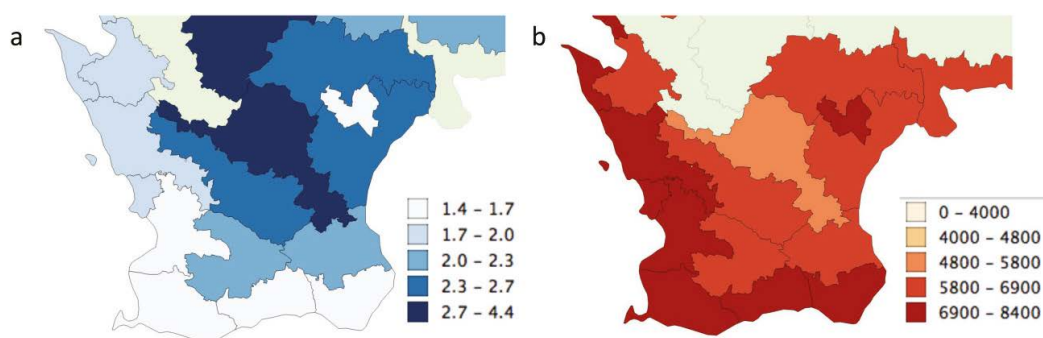 a
1.4 – 1.7
1.7 – 2.0
2.0 – 2.3
2.3 – 2.7
2.7 – 4.4
b
0 – 4000
4000 – 4800
4800 – 5800
5800 – 6900
6900 – 8400